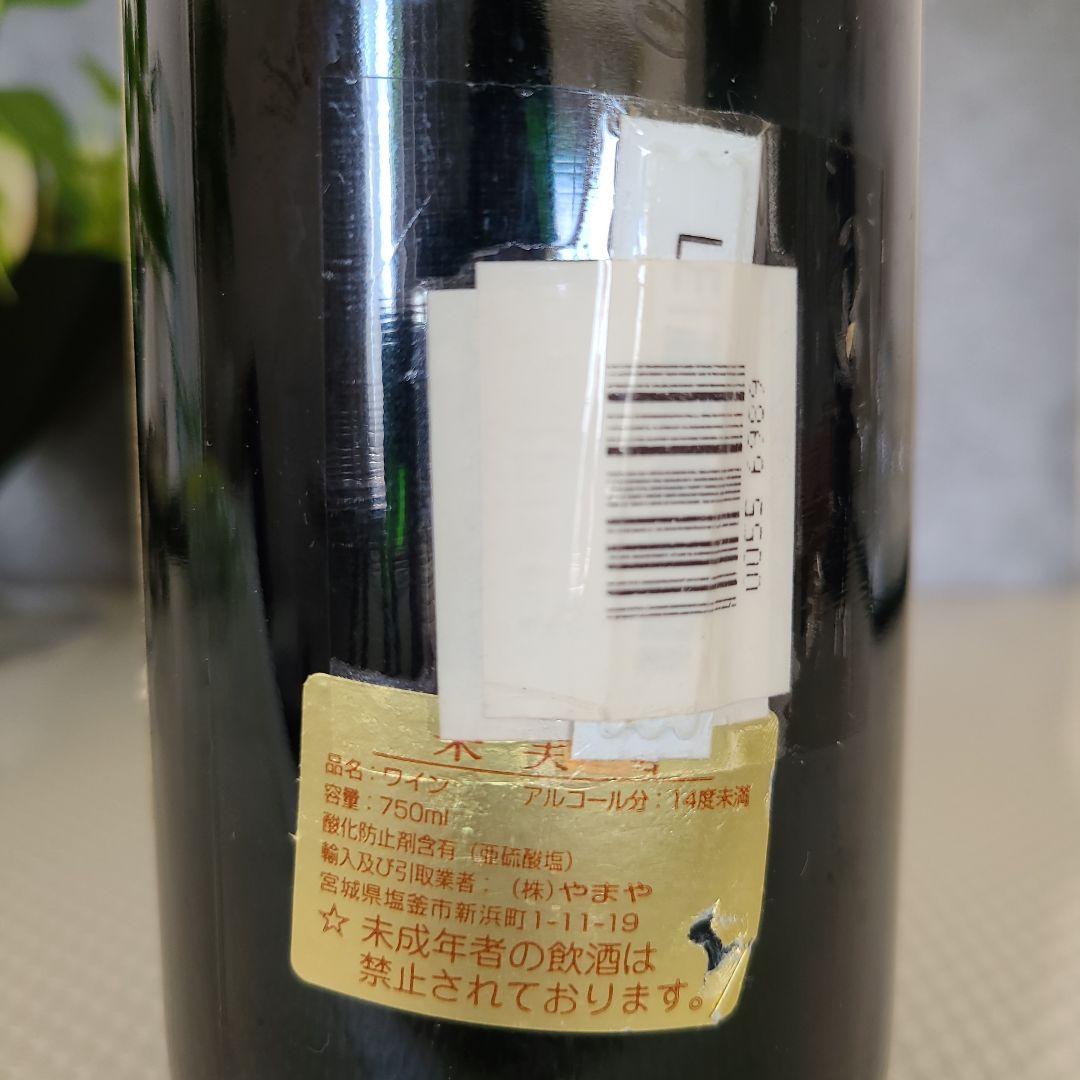 L
6869 5500
果実酒
品名：ワイン　アルコール分：14度未満
容量：750ml
酸化防止剤含有（亜硫酸塩）
輸入及び引取業者：（株）やまや
宮城県塩釜市新浜町1-11-19
☆ 未成年者の飲酒は
禁止されております。